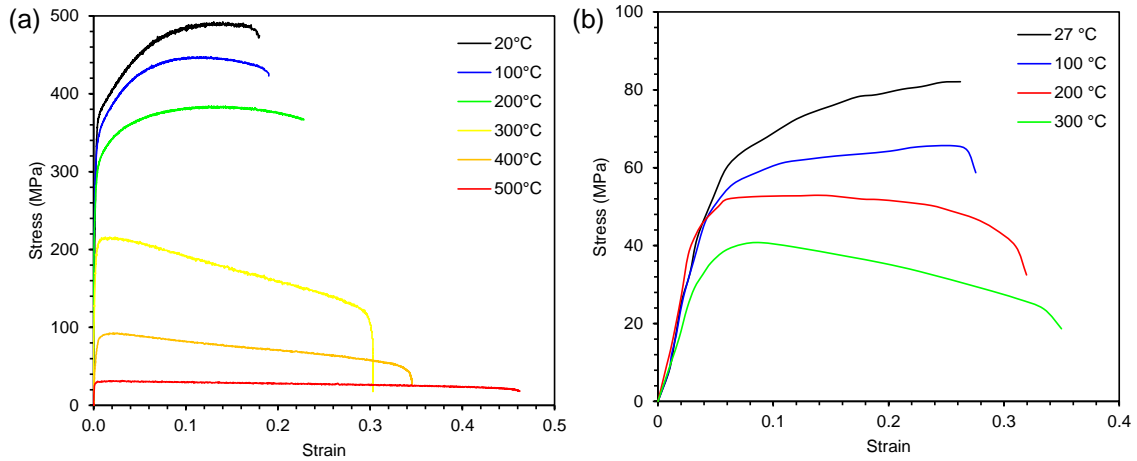 (a)
500
400
300
200
100
0
Stress (MPa)
0.0
0.1
0.2
0.3
0.4
0.5
Strain
20°C
100°C
200°C
300°C
400°C
500°C
(b)
100
80
60
40
20
0
Stress (MPa)
0
0.1
0.2
0.3
0.4
Strain
27 °C
100 °C
200 °C
300 °C